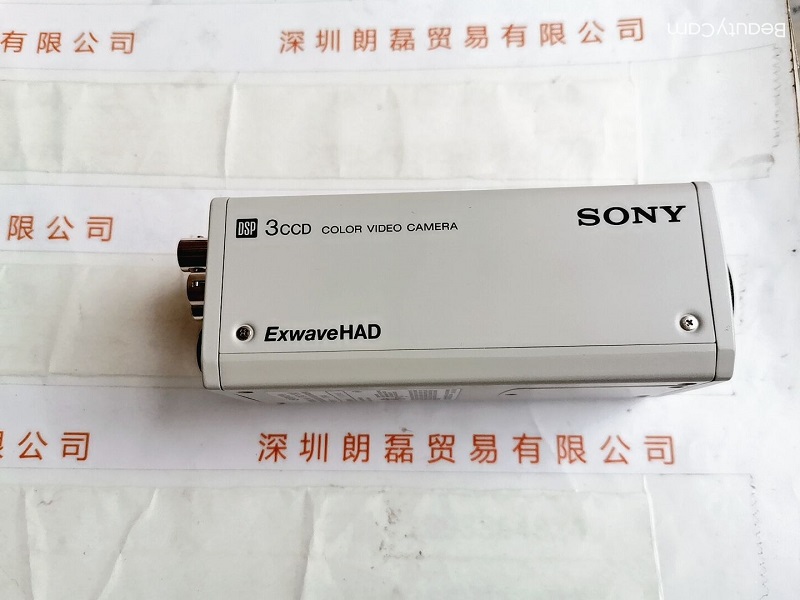 BeautyCam
有限公司
深圳朗磊贸易有限公司
限公司
DSP 3CCD COLOR VIDEO CAMERA
SONY
ExwaveHAD
限公司
深圳朗磊贸易有限公司